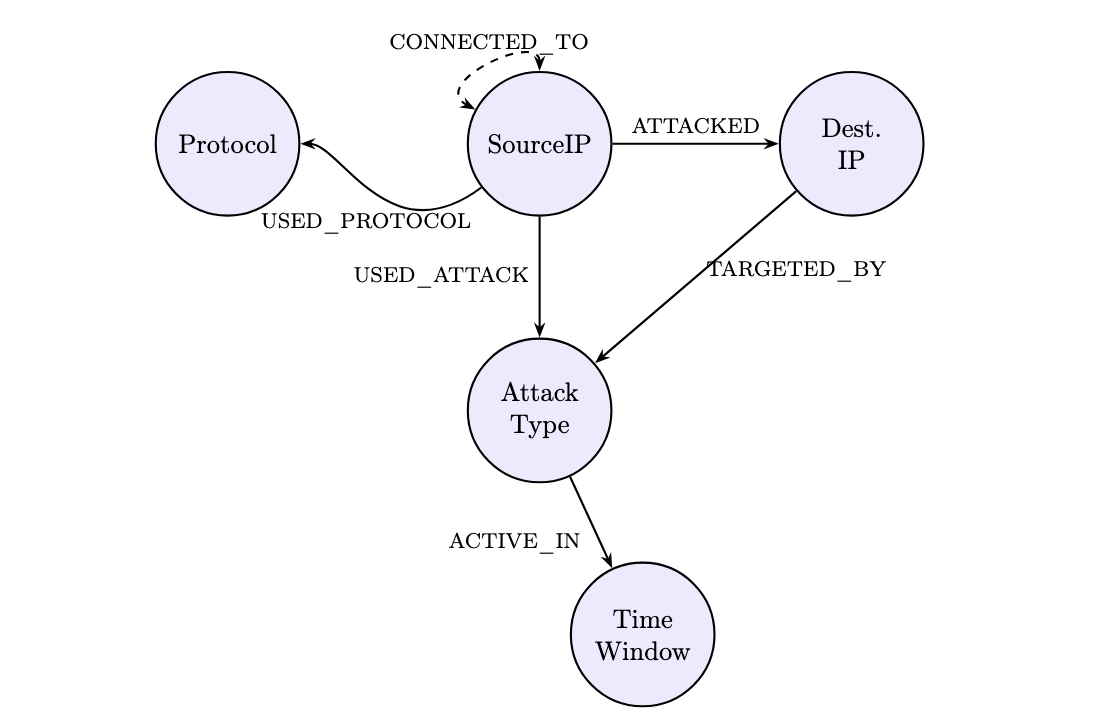 CONNECTED_TO
Protocol
SourceIP
ATTACKED
Dest.
IP
USED_PROTOCOL
USED_ATTACK
TARGETED_BY
Attack
Type
ACTIVE_IN
Time
Window